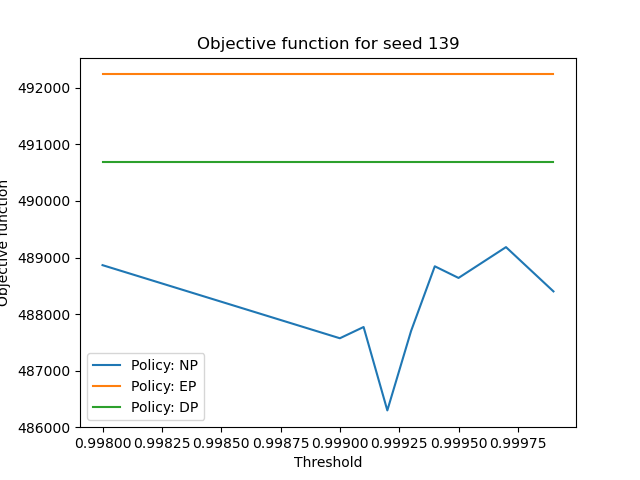 Objective function for seed 139
492000
491000
490000
489000
488000
487000
486000
Objective function
Policy: NP
Policy: EP
Policy: DP
0.99800 0.99825 0.99850 0.99875 0.99900 0.99925 0.99950 0.99975
Threshold